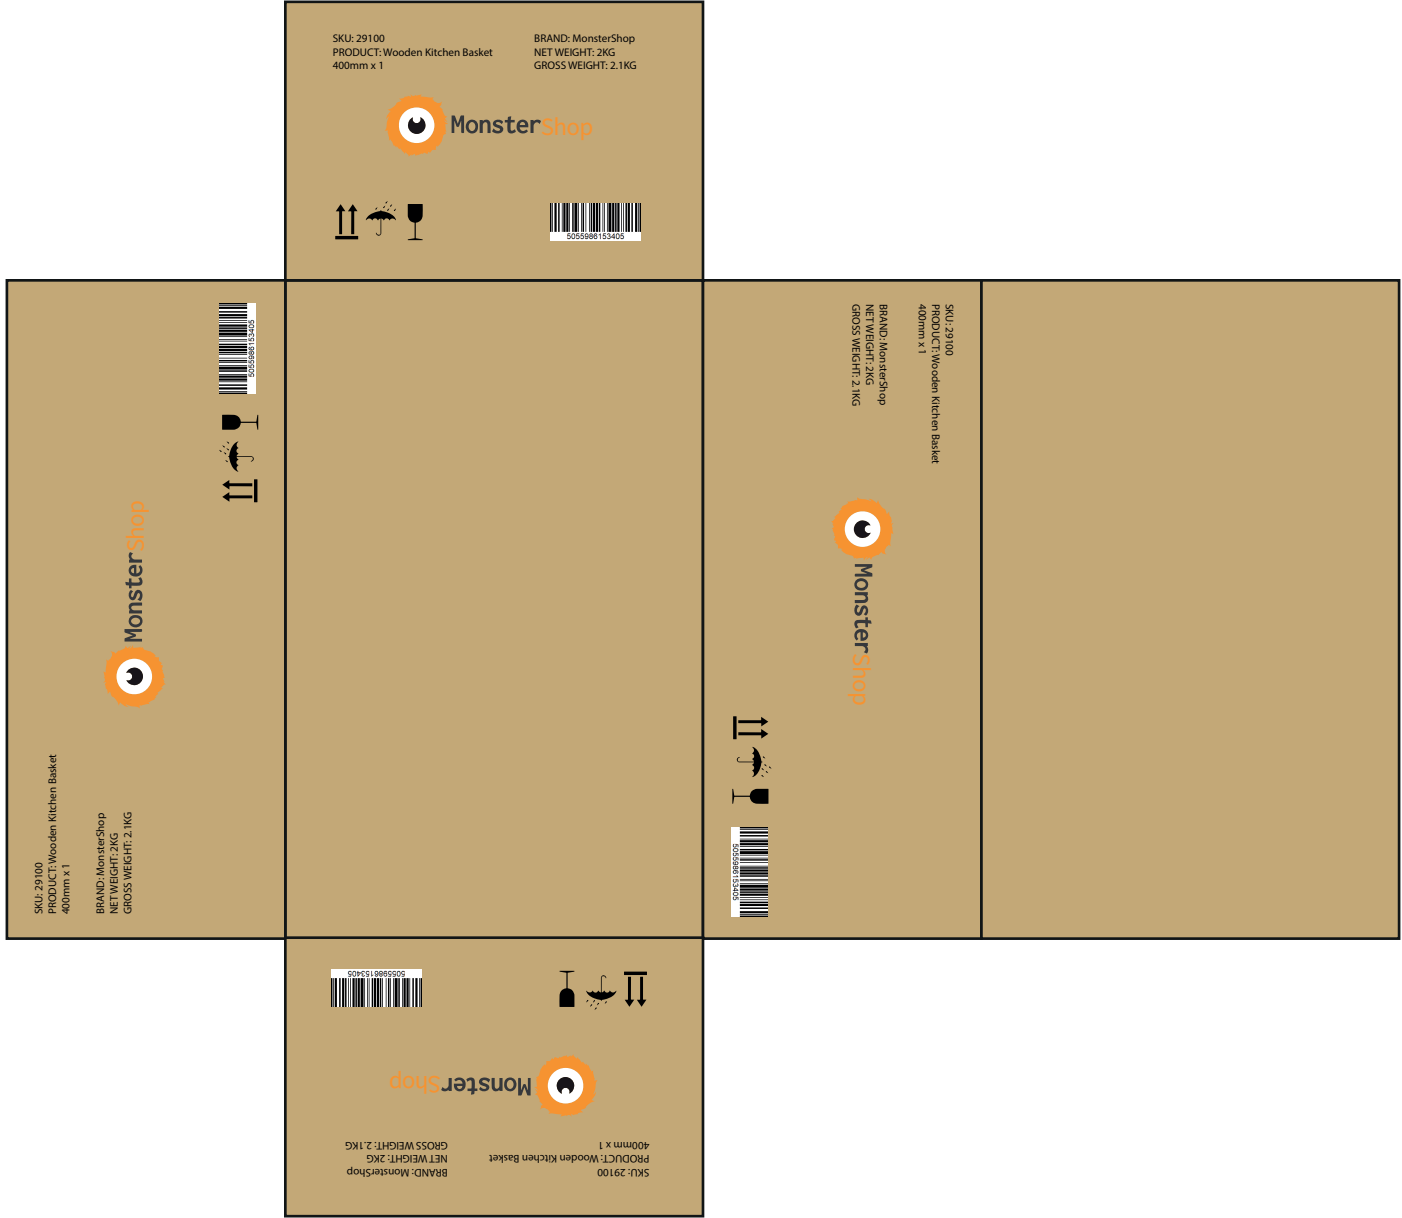 SKU: 29100
PRODUCT: Wooden Kitchen Basket
400mm x 1
BRAND: MonsterShop
NET WEIGHT: 2KG
GROSS WEIGHT: 2.1KG
MonsterShop
5055986153405
SKU: 29100
PRODUCT: Wooden Kitchen Basket
400mm x 1
BRAND: MonsterShop
NET WEIGHT: 2KG
GROSS WEIGHT: 2.1KG
MonsterShop
5055986153405
SKU: 29100
PRODUCT: Wooden Kitchen Basket
400mm x 1
BRAND: MonsterShop
NET WEIGHT: 2KG
GROSS WEIGHT: 2.1KG
MonsterShop
5055986153405
SKU: 29100
PRODUCT: Wooden Kitchen Basket
400mm x 1
BRAND: MonsterShop
NET WEIGHT: 2KG
GROSS WEIGHT: 2.1KG
MonsterShop
5055986153405